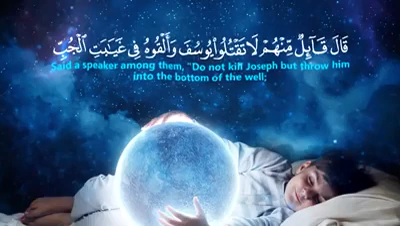 قَالَ قَآئِلٌ مِّنْهُمْ لَا تَقْتُلُوا۟ يُوسُفَ وَأَلْقُوهُ فِى غَيَـٰبَتِ ٱلْجُبِّ
Said a speaker among them, "Do not kill Joseph but throw him
into the bottom of the well;